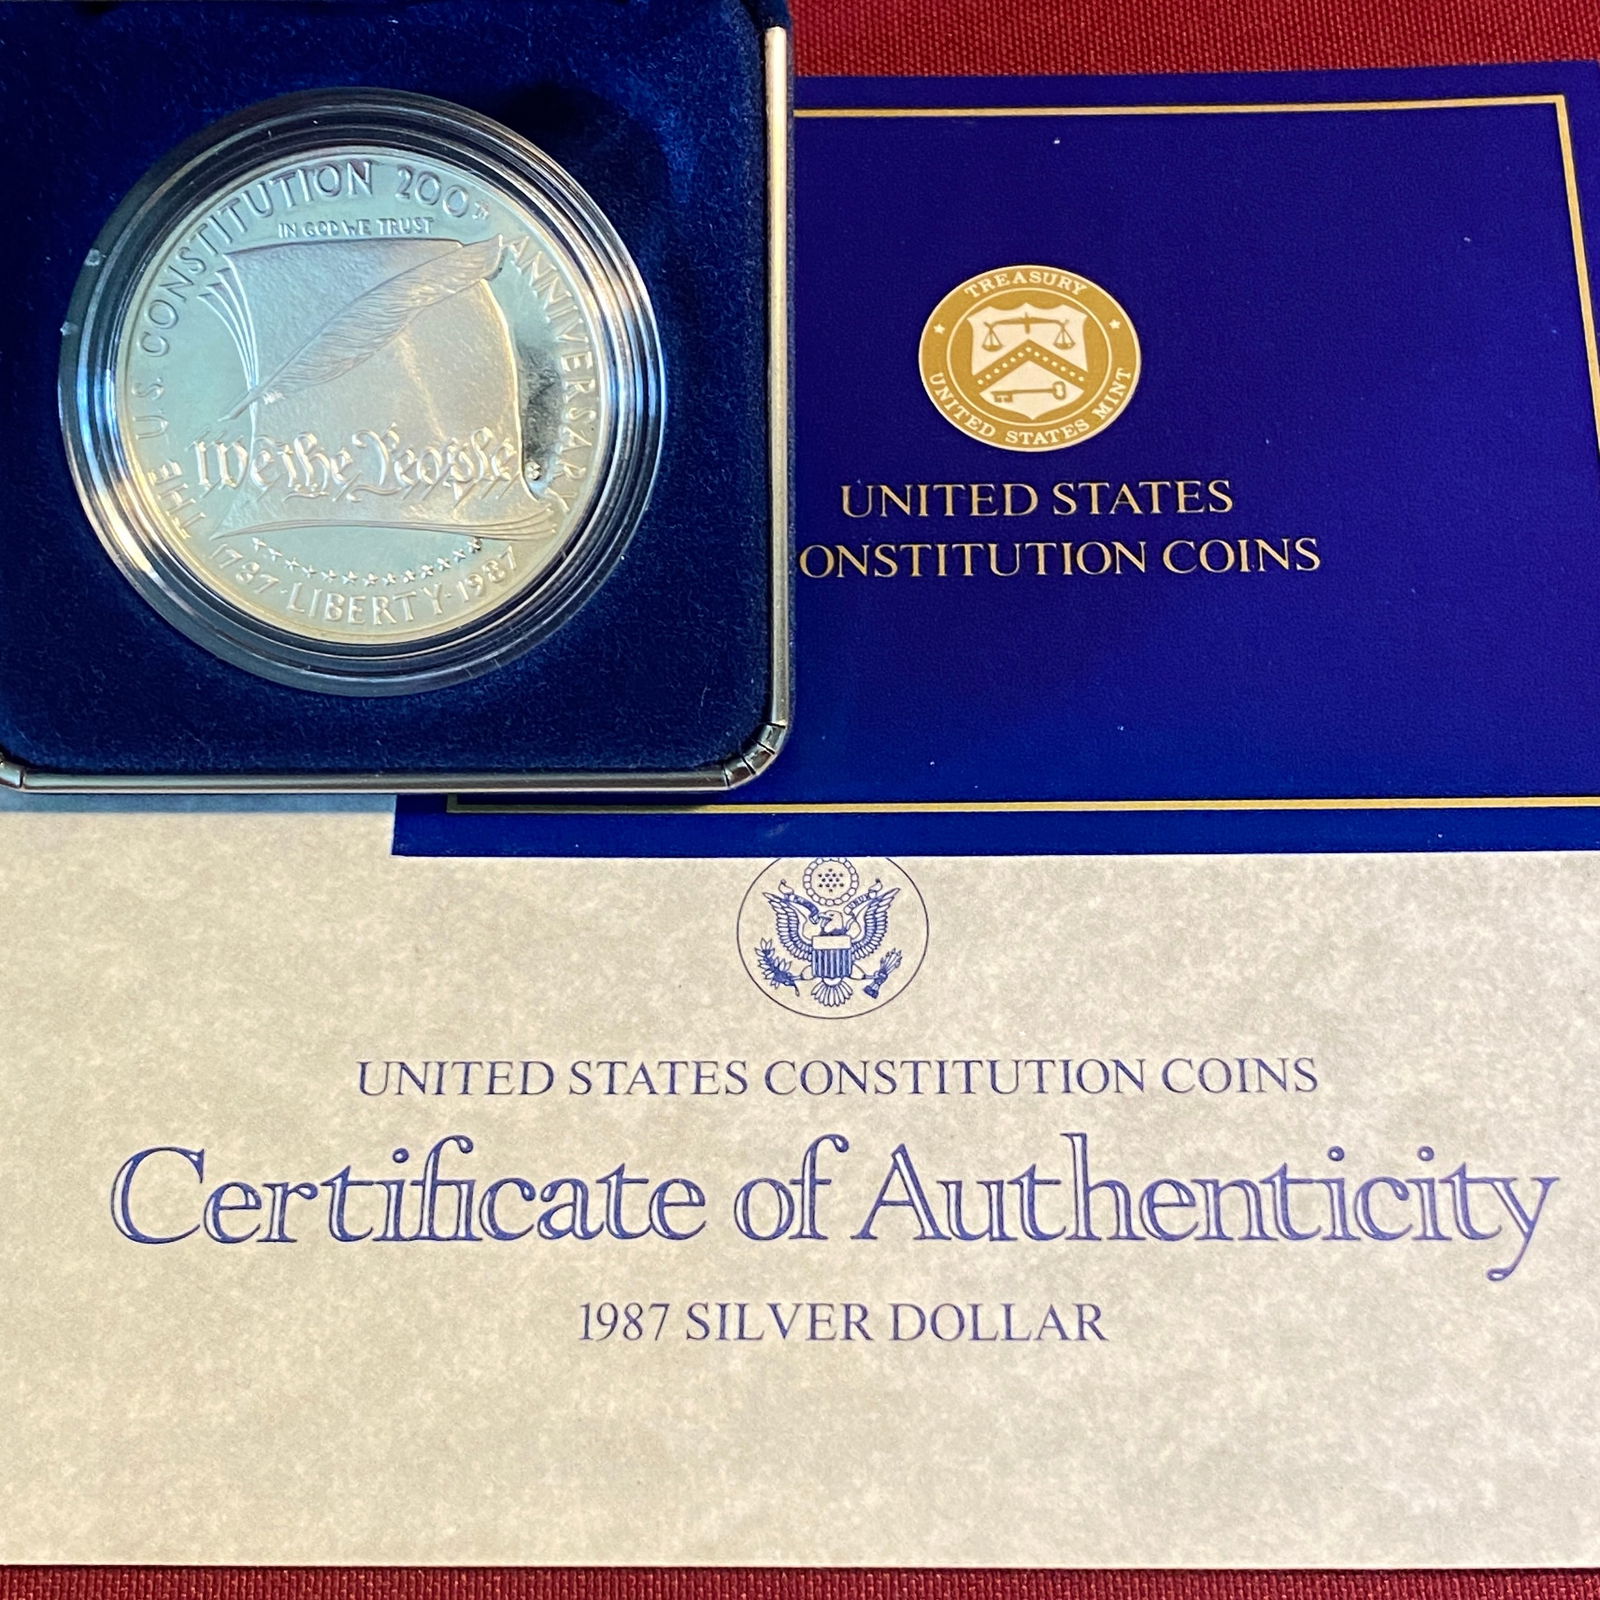 THE U.S. CONSTITUTION 200TH ANNIVERSARY
IN GOD WE TRUST
We the People
1787·LIBERTY·1987
TREASURY
UNITED STATES MINT
UNITED STATES
ONSTITUTION COINS
UNITED STATES CONSTITUTION COINS
Certificate of Authenticity
1987 SILVER DOLLAR